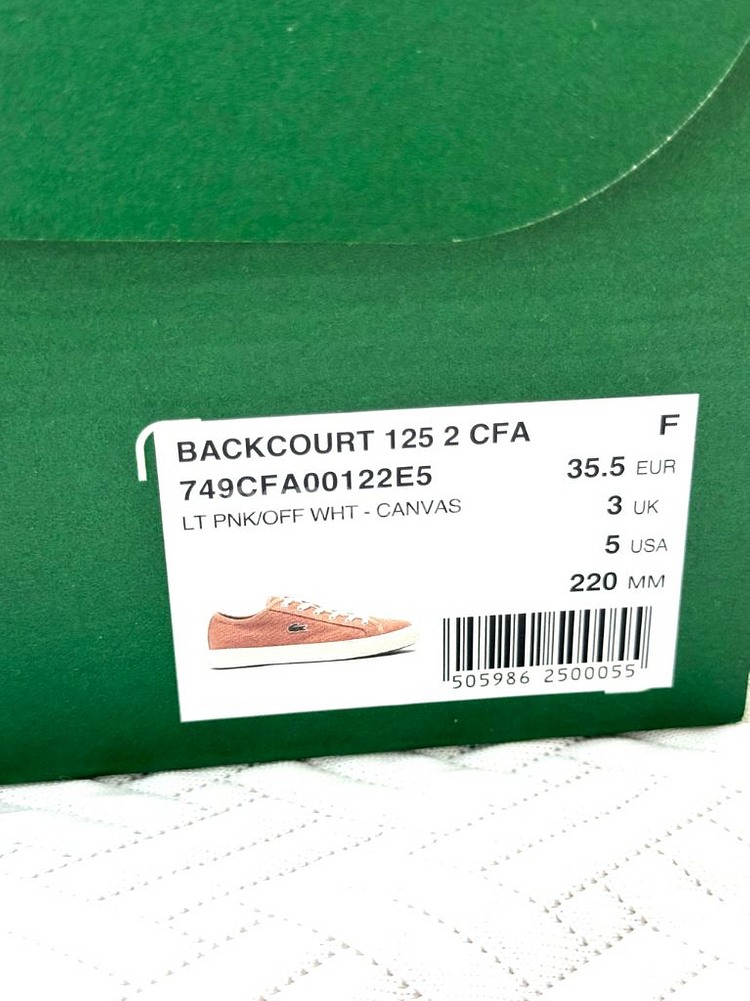 BACKCOURT 125 2 CFA
749CFA00122E5
LT PNK/OFF WHT - CANVAS
F
35.5 EUR
3 UK
5 USA
220 MM
505986 2500055